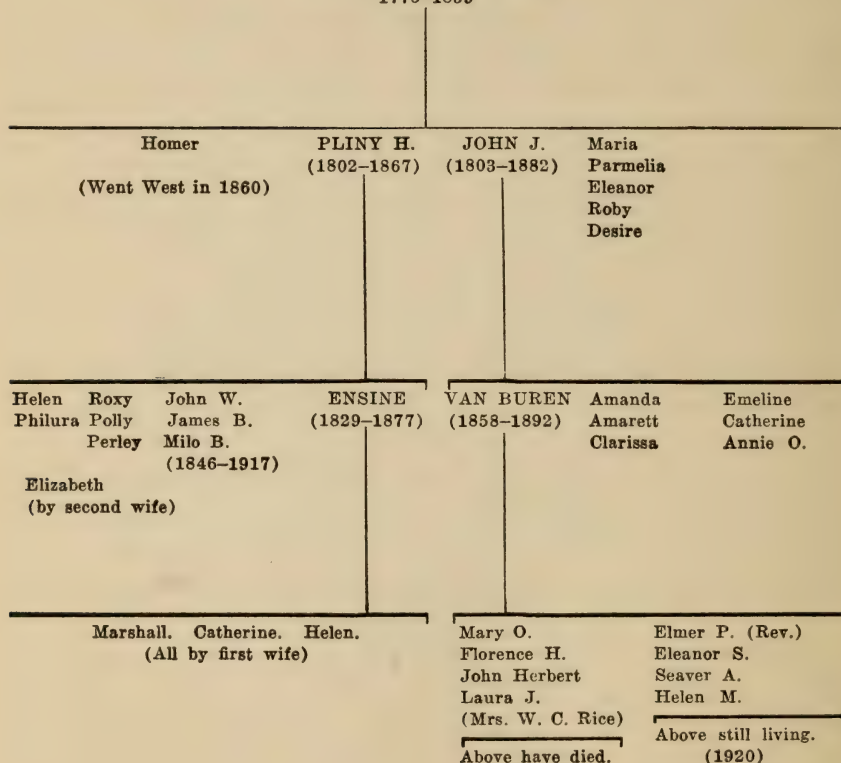 Homer PLINY H. JOHN J. Maria
(1802–1867) (1803–1882) Parmelia
(Went West in 1860) Eleanor
Roby
Desire
Helen Roxy John W. ENSINE VAN BUREN Amanda Emeline
Philura Polly James B. (1829–1877) (1858–1892) Amarett Catherine
Perley Milo B. Clarissa Annie O.
(1846–1917)
Elizabeth
(by second wife)
Marshall. Catherine. Helen. Mary O. Elmer P. (Rev.)
(All by first wife) Florence H. Eleanor S.
John Herbert Seaver A.
Laura J. Helen M.
(Mrs. W. C. Rice)
Above still living.
Above have died. (1920)